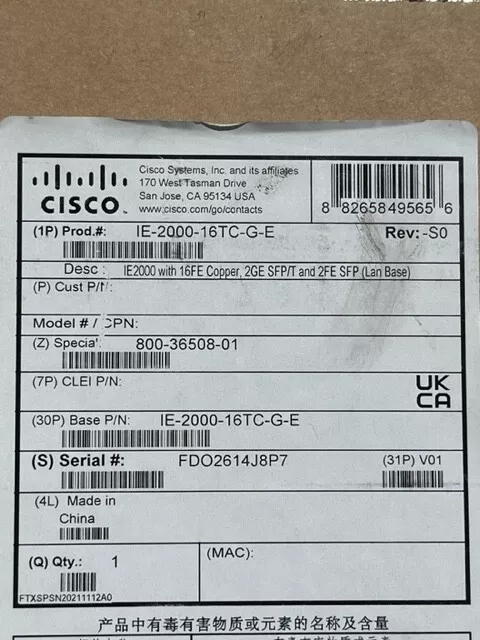 CISCO
Cisco Systems, Inc. and its affiliates
170 West Tasman Drive
San Jose, CA 95134 USA
www.cisco.com/go/contacts
8 82658 49565 6
(1P) Prod.#: IE-2000-16TC-G-E Rev:-S0
Desc : IE2000 with 16FE Copper, 2GE SFP/T and 2FE SFP (Lan Base)
(P) Cust P/N:
Model # / CPN:
(Z) Special: 800-36508-01
(7P) CLEI P/N:
UK
CA
(30P) Base P/N: IE-2000-16TC-G-E
(S) Serial #: FDO2614J8P7 (31P) V01
(4L) Made in
China
(Q) Qty.: 1 (MAC):
FTXSPSN20211112A0
产品中有毒有害物质或元素的名称及含量